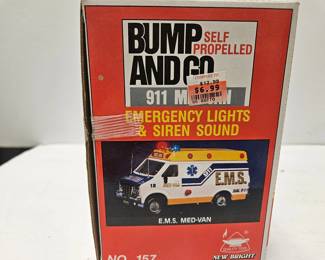 BUMP SELF
PROPELLED
AND GO
$6.99
911 M
EMERGENCY LIGHTS
& SIREN SOUND
E.M.S.
E.M.S. MED-VAN
NO. 157
NEW BRIGHT